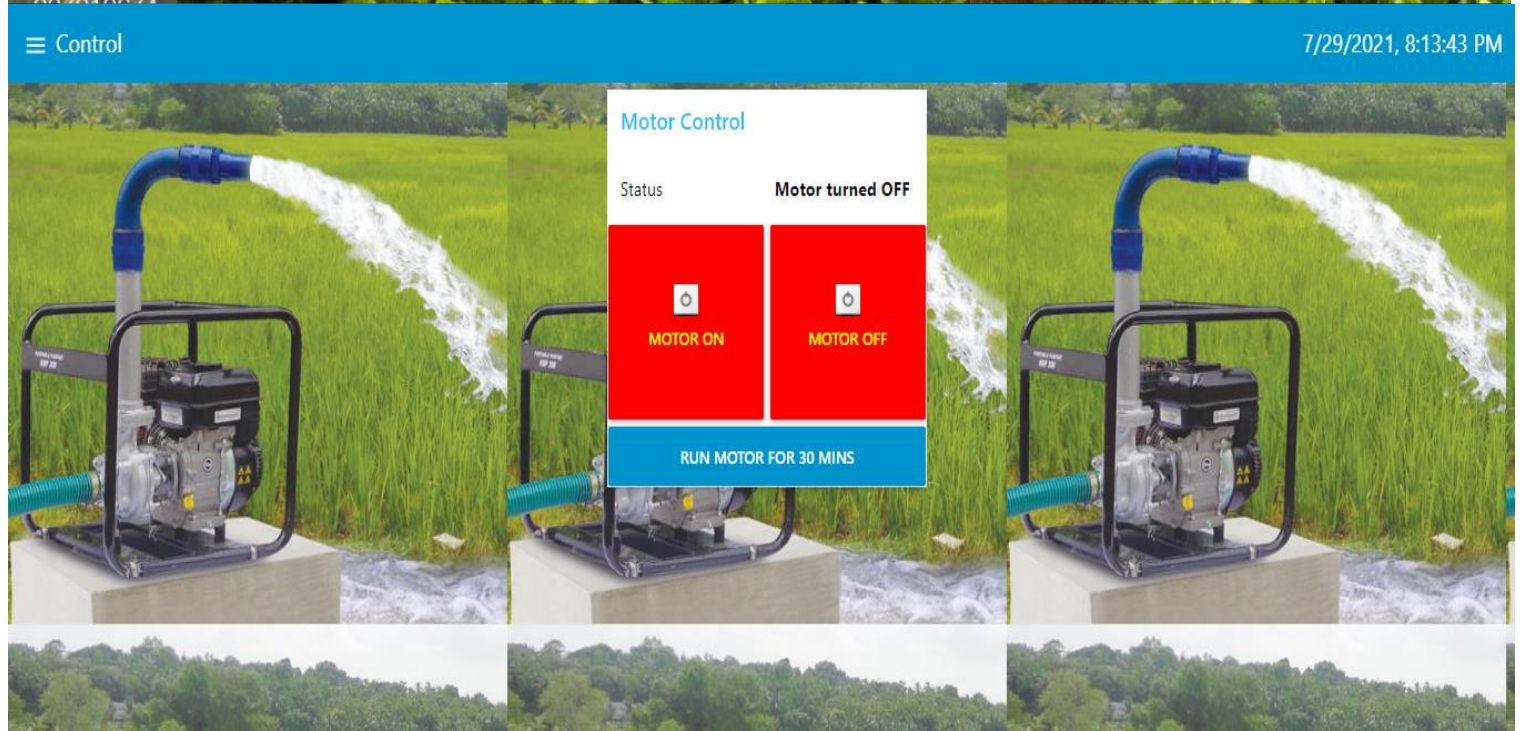 Control
7/29/2021, 8:13:43 PM
Motor Control
Status Motor turned OFF
MOTOR ON
MOTOR OFF
RUN MOTOR FOR 30 MINS